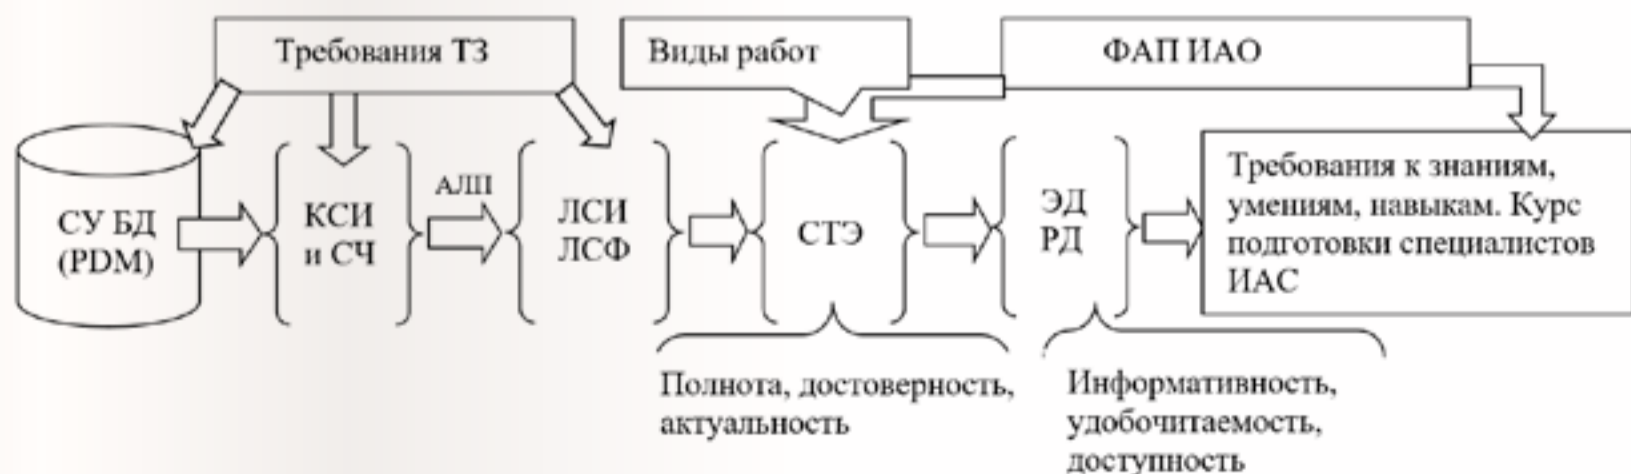 Требования ТЗ
Виды работ
ФАП ИАО
СУ БД
(PDM)
КСИ
и СЧ
АЛП
ЛСИ
ЛСФ
СТЭ
ЭД
РД
Требования к знаниям,
умениям, навыкам. Курс
подготовки специалистов
ИАС
Полнота, достоверность,
актуальность
Информативность,
удобочитаемость,
доступность